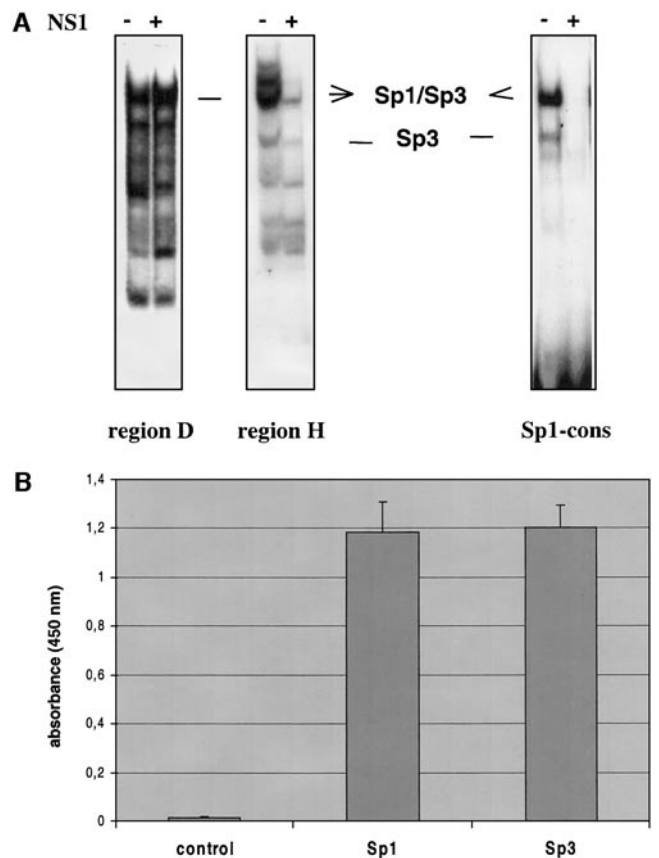 A NS1 - + - + - +
Sp1/Sp3
Sp3
region D region H Sp1-cons
B
1,4
1,2
1
0,8
0,6
0,4
0,2
0
absorbance (450 nm)
control Sp1 Sp3